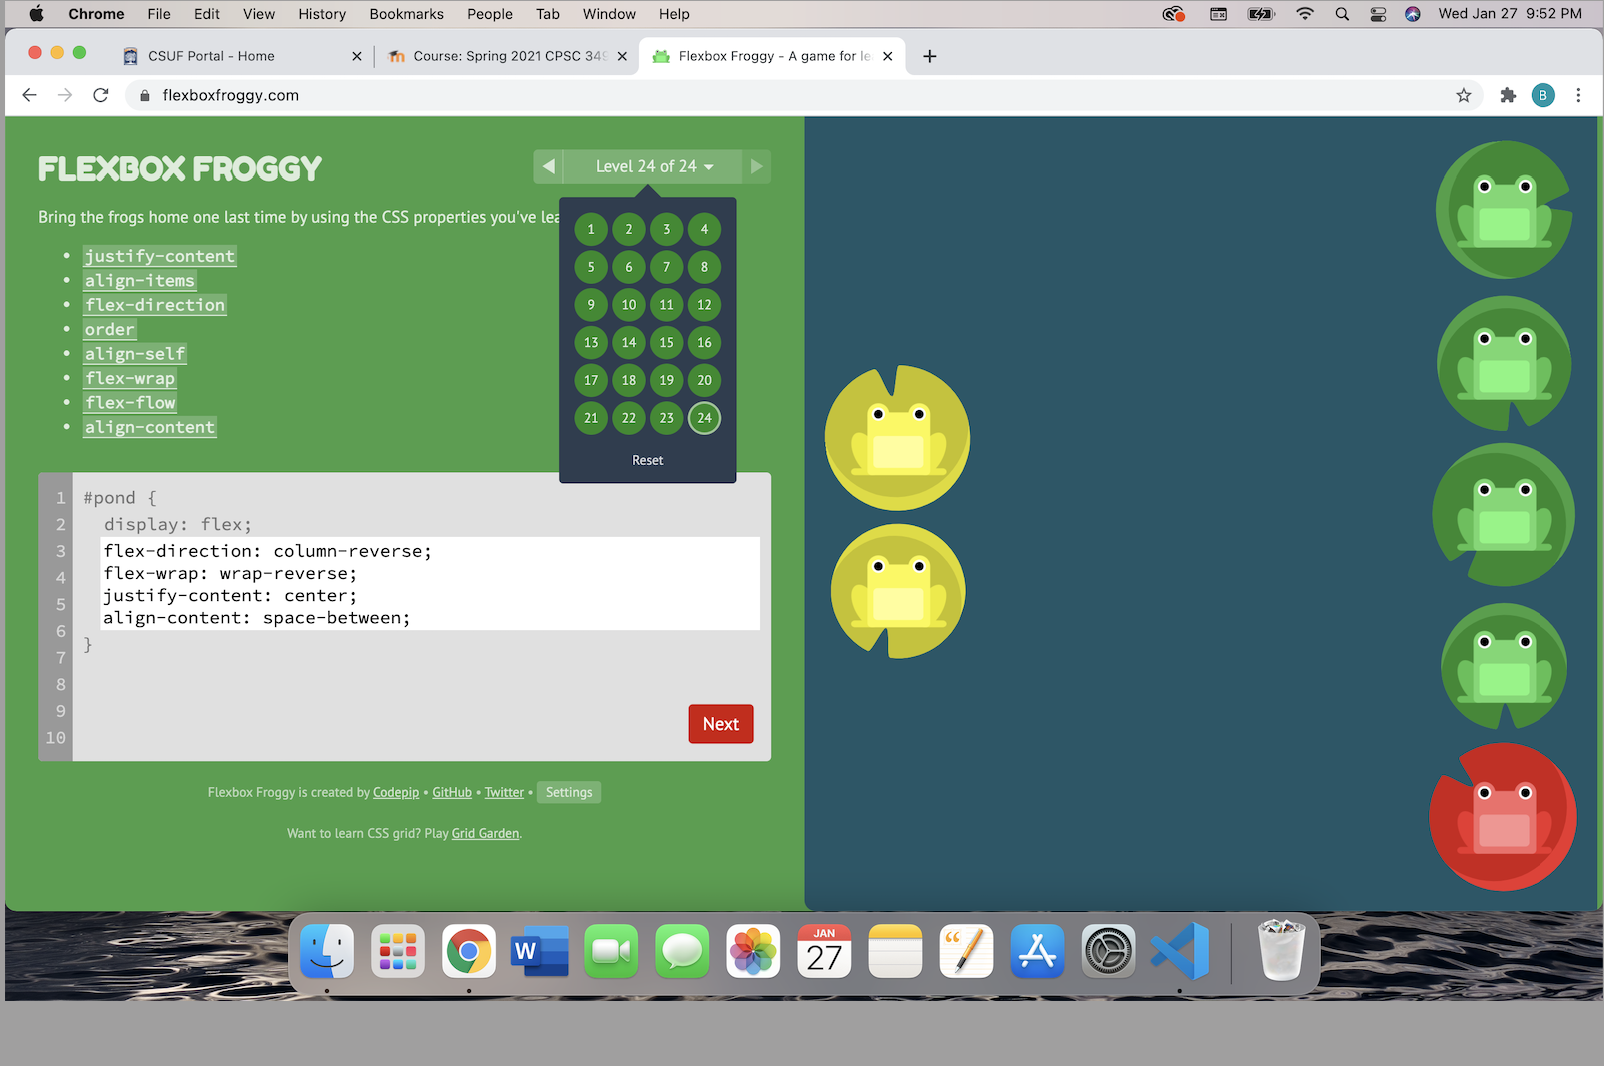 Chrome File Edit View History Bookmarks People Tab Window Help Wed Jan 27 9:52 PM
CSUF Portal - Home Course: Spring 2021 CPSC 349 Flexbox Froggy - A game for le
flexboxfroggy.com B
FLEXBOX FROGGY
Level 24 of 24
Bring the frogs home one last time by using the CSS properties you've lea
justify-content
align-items
flex-direction
order
align-self
flex-wrap
flex-flow
align-content
1 2 3 4
5 6 7 8
9 10 11 12
13 14 15 16
17 18 19 20
21 22 23 24
Reset
1 #pond {
2 display: flex;
3 flex-direction: column-reverse;
4 flex-wrap: wrap-reverse;
5 justify-content: center;
6 align-content: space-between;
7 }
8
9
10
Next
Flexbox Froggy is created by Codepip • GitHub • Twitter • Settings
Want to learn CSS grid? Play Grid Garden.
W
JAN
27